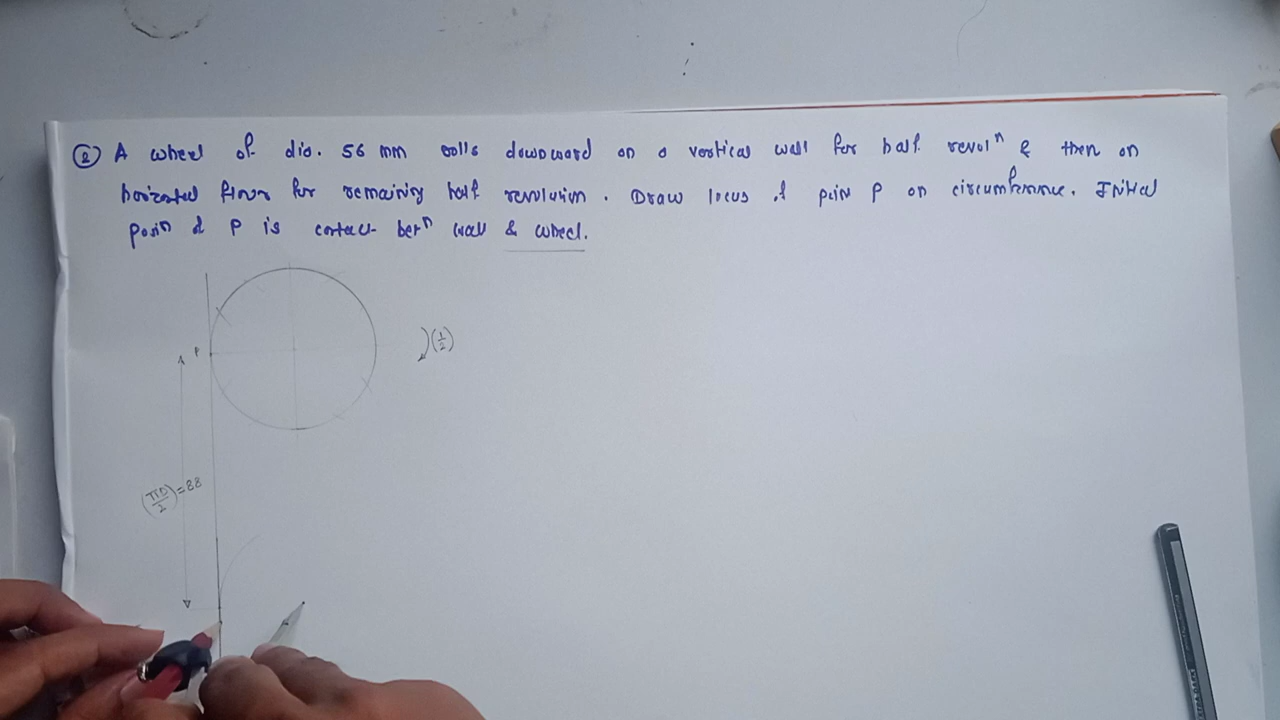 ② A wheel of dia. 56 mm rolls downward on a vertical wall for half revolⁿ & then on
horizontal floor for remaining half revolution. Draw locus of point P on circumference. Initial
posiⁿ of P is contact betⁿ wall & wheel.
P
(1/2)
(πD/2) = 88